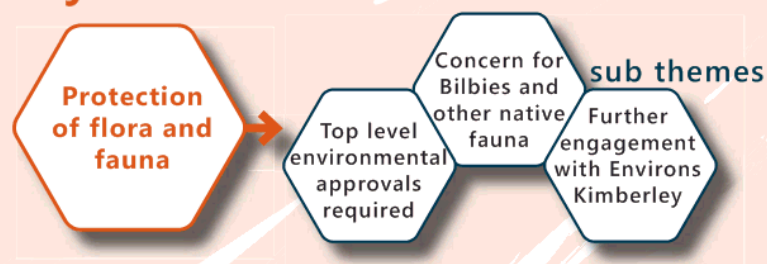 Protection
of flora and
fauna
Top level
environmental
approvals
required
Concern for
Bilbies and
other native
fauna
sub themes
Further
engagement
with Environs
Kimberley